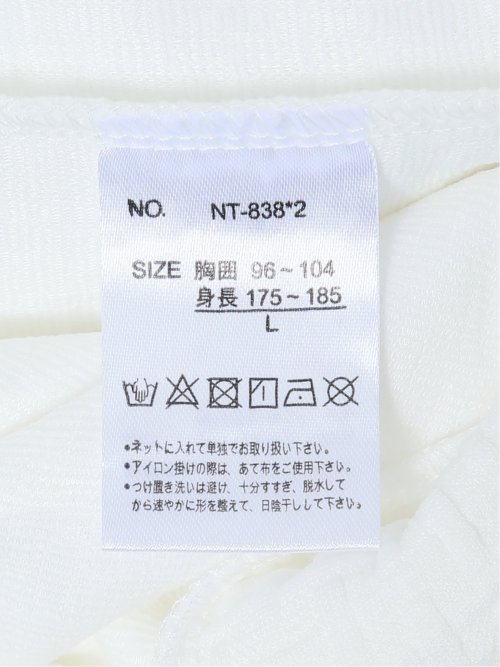 NO. NT-838*2
SIZE 胸囲 96~104
身長 175~185
L
•ネットに入れて単独でお取り扱い下さい。
•アイロン掛けの際は、あて布をご使用下さい。
•つけ置き洗いは避け、十分すすぎ、脱水して
から速やかに形を整えて、日陰干しして下さい。